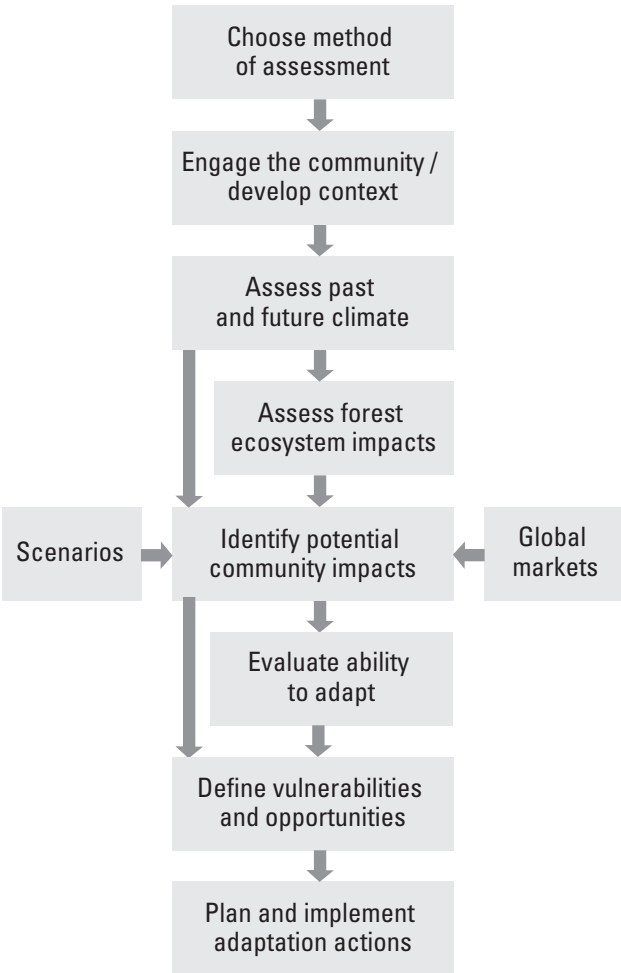 Choose method
of assessment
Engage the community /
develop context
Assess past
and future climate
Assess forest
ecosystem impacts
Scenarios
Identify potential
community impacts
Global
markets
Evaluate ability
to adapt
Define vulnerabilities
and opportunities
Plan and implement
adaptation actions